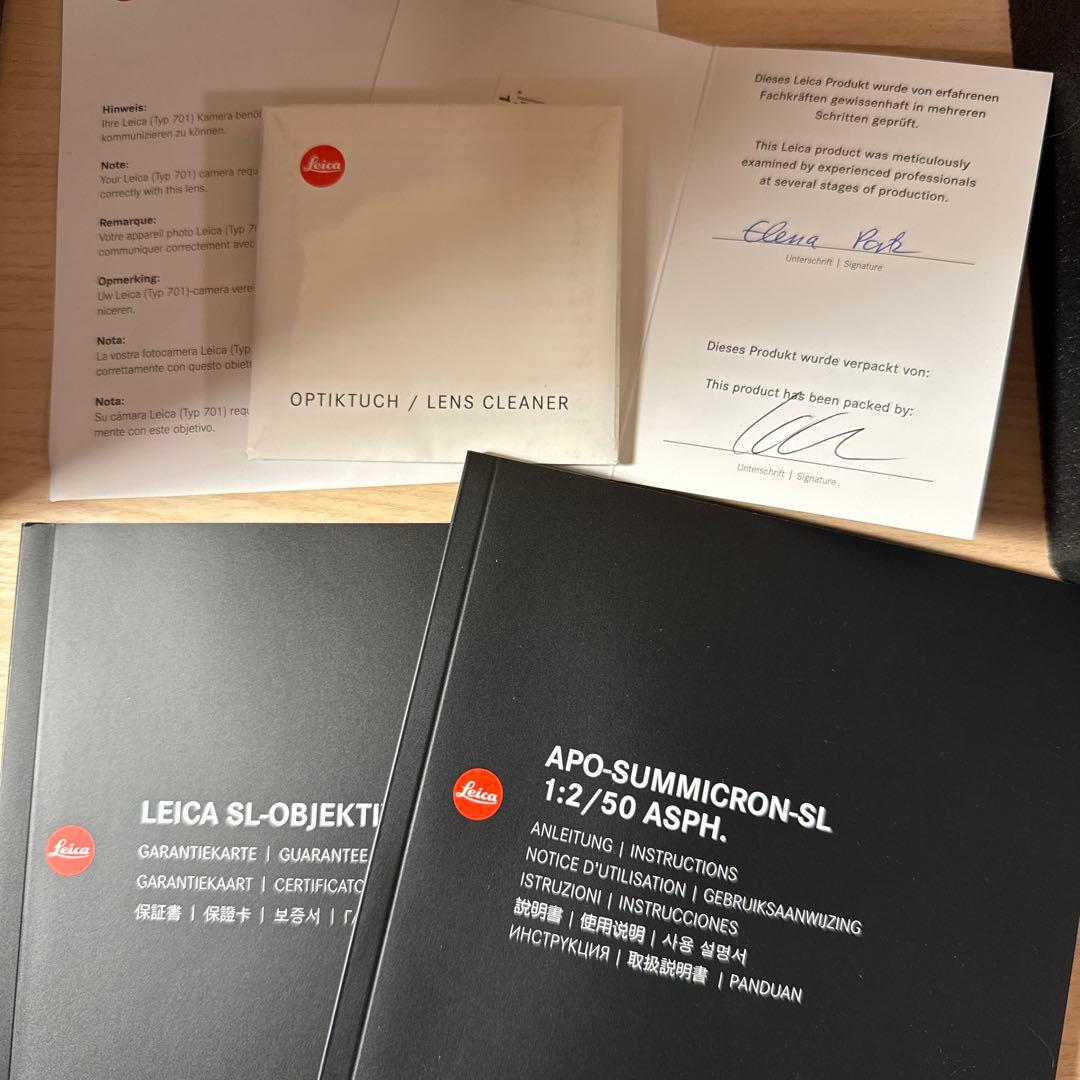 Hinweis:
Ihre Leica (Typ 701) Kamera benöt
kommunizieren zu können.
Note:
Your Leica (Typ 701) camera requ
correctly with this lens.
Remarque:
Votre appareil photo Leica (Typ 7
communiquer correctement avec
Opmerking:
Uw Leica (Typ 701)-camera verei
niceren.
Nota:
La vostra fotocamera Leica (Typ
correttamente con questo obiett
Nota:
Su cámara Leica (Typ 701) requ
mente con este objetivo.
Leica
OPTIKTUCH / LENS CLEANER
Dieses Leica Produkt wurde von erfahrenen
Fachkräften gewissenhaft in mehreren
Schritten geprüft.
This Leica product was meticulously
examined by experienced professionals
at several stages of production.
Elena
Unterschrift | Signature
Dieses Produkt wurde verpackt von:
This product has been packed by:
Unterschrift | Signature
Leica
LEICA SL-OBJEKTI
GARANTIEKARTE | GUARANTEE
GARANTIEKAART | CERTIFICATO
保証書 | 保證卡 | 보증서 | ГА
Leica
APO-SUMMICRON-SL
1:2/50 ASPH.
ANLEITUNG | INSTRUCTIONS
NOTICE D'UTILISATION | GEBRUIKSAANWIJZING
ISTRUZIONI | INSTRUCCIONES
説明書 | 使用说明 | 사용 설명서
ИНСТРУКЦИЯ | 取扱説明書 | PANDUAN